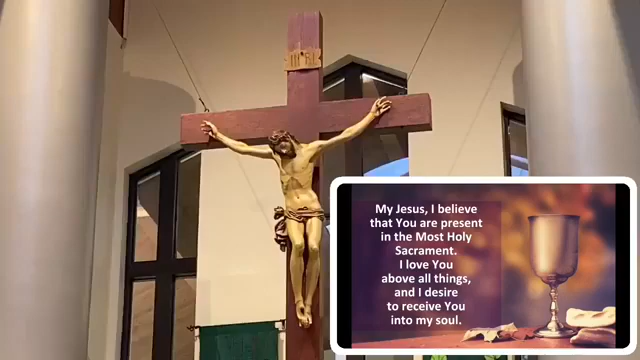 My Jesus, I believe
that You are present
in the Most Holy
Sacrament.
I love You
above all things,
and I desire
to receive You
into my soul.